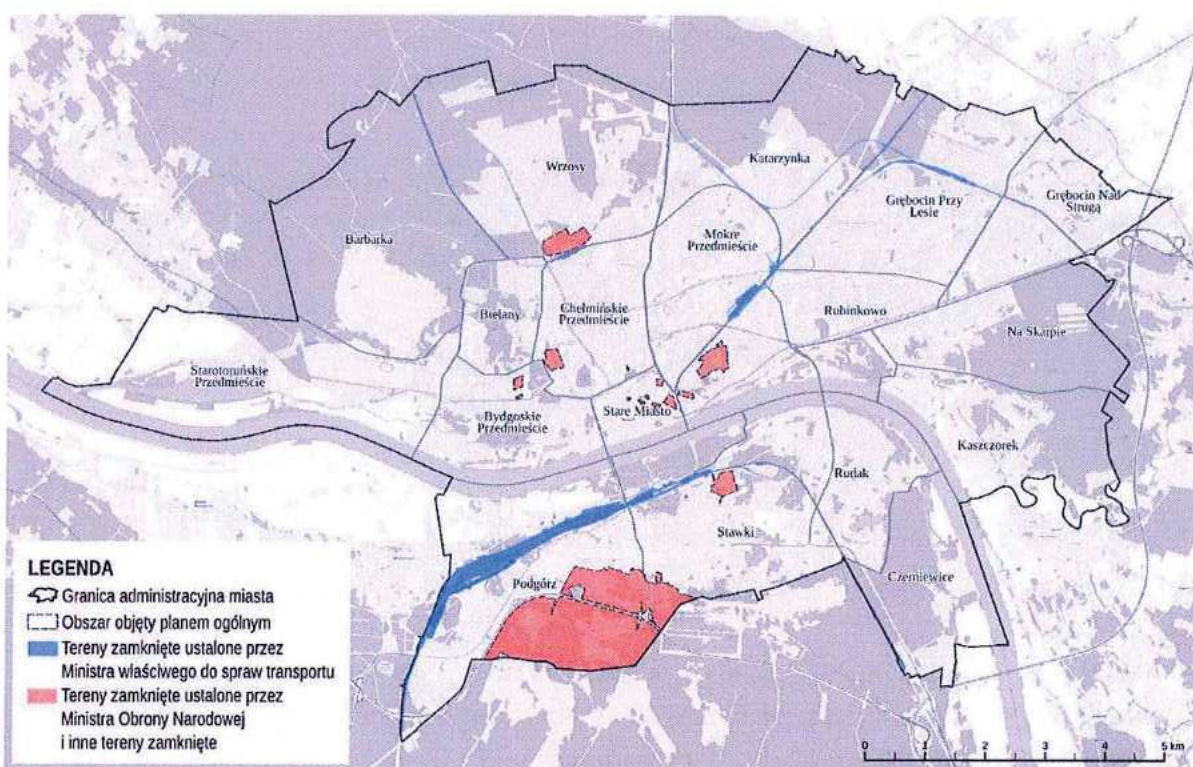 Wrzosy
Katarzynka
Grębocin Przy
Lesie
Grębocin Nad
Strugą
Barbarka
Mokre
Przedmieście
Bielany
Chełmińskie
Przedmieście
Rubinkowo
Na Skarpie
Starotoruńskie
Przedmieście
Bydgoskie
Przedmieście
Stare Miasto
Kaszczorek
Rudak
Stawki
Czerniewice
Podgórz
LEGENDA
Granica administracyjna miasta
Obszar objęty planem ogólnym
Tereny zamknięte ustalone przez
Ministra właściwego do spraw transportu
Tereny zamknięte ustalone przez
Ministra Obrony Narodowej
i inne tereny zamknięte
0 1 2 3 4 5 km